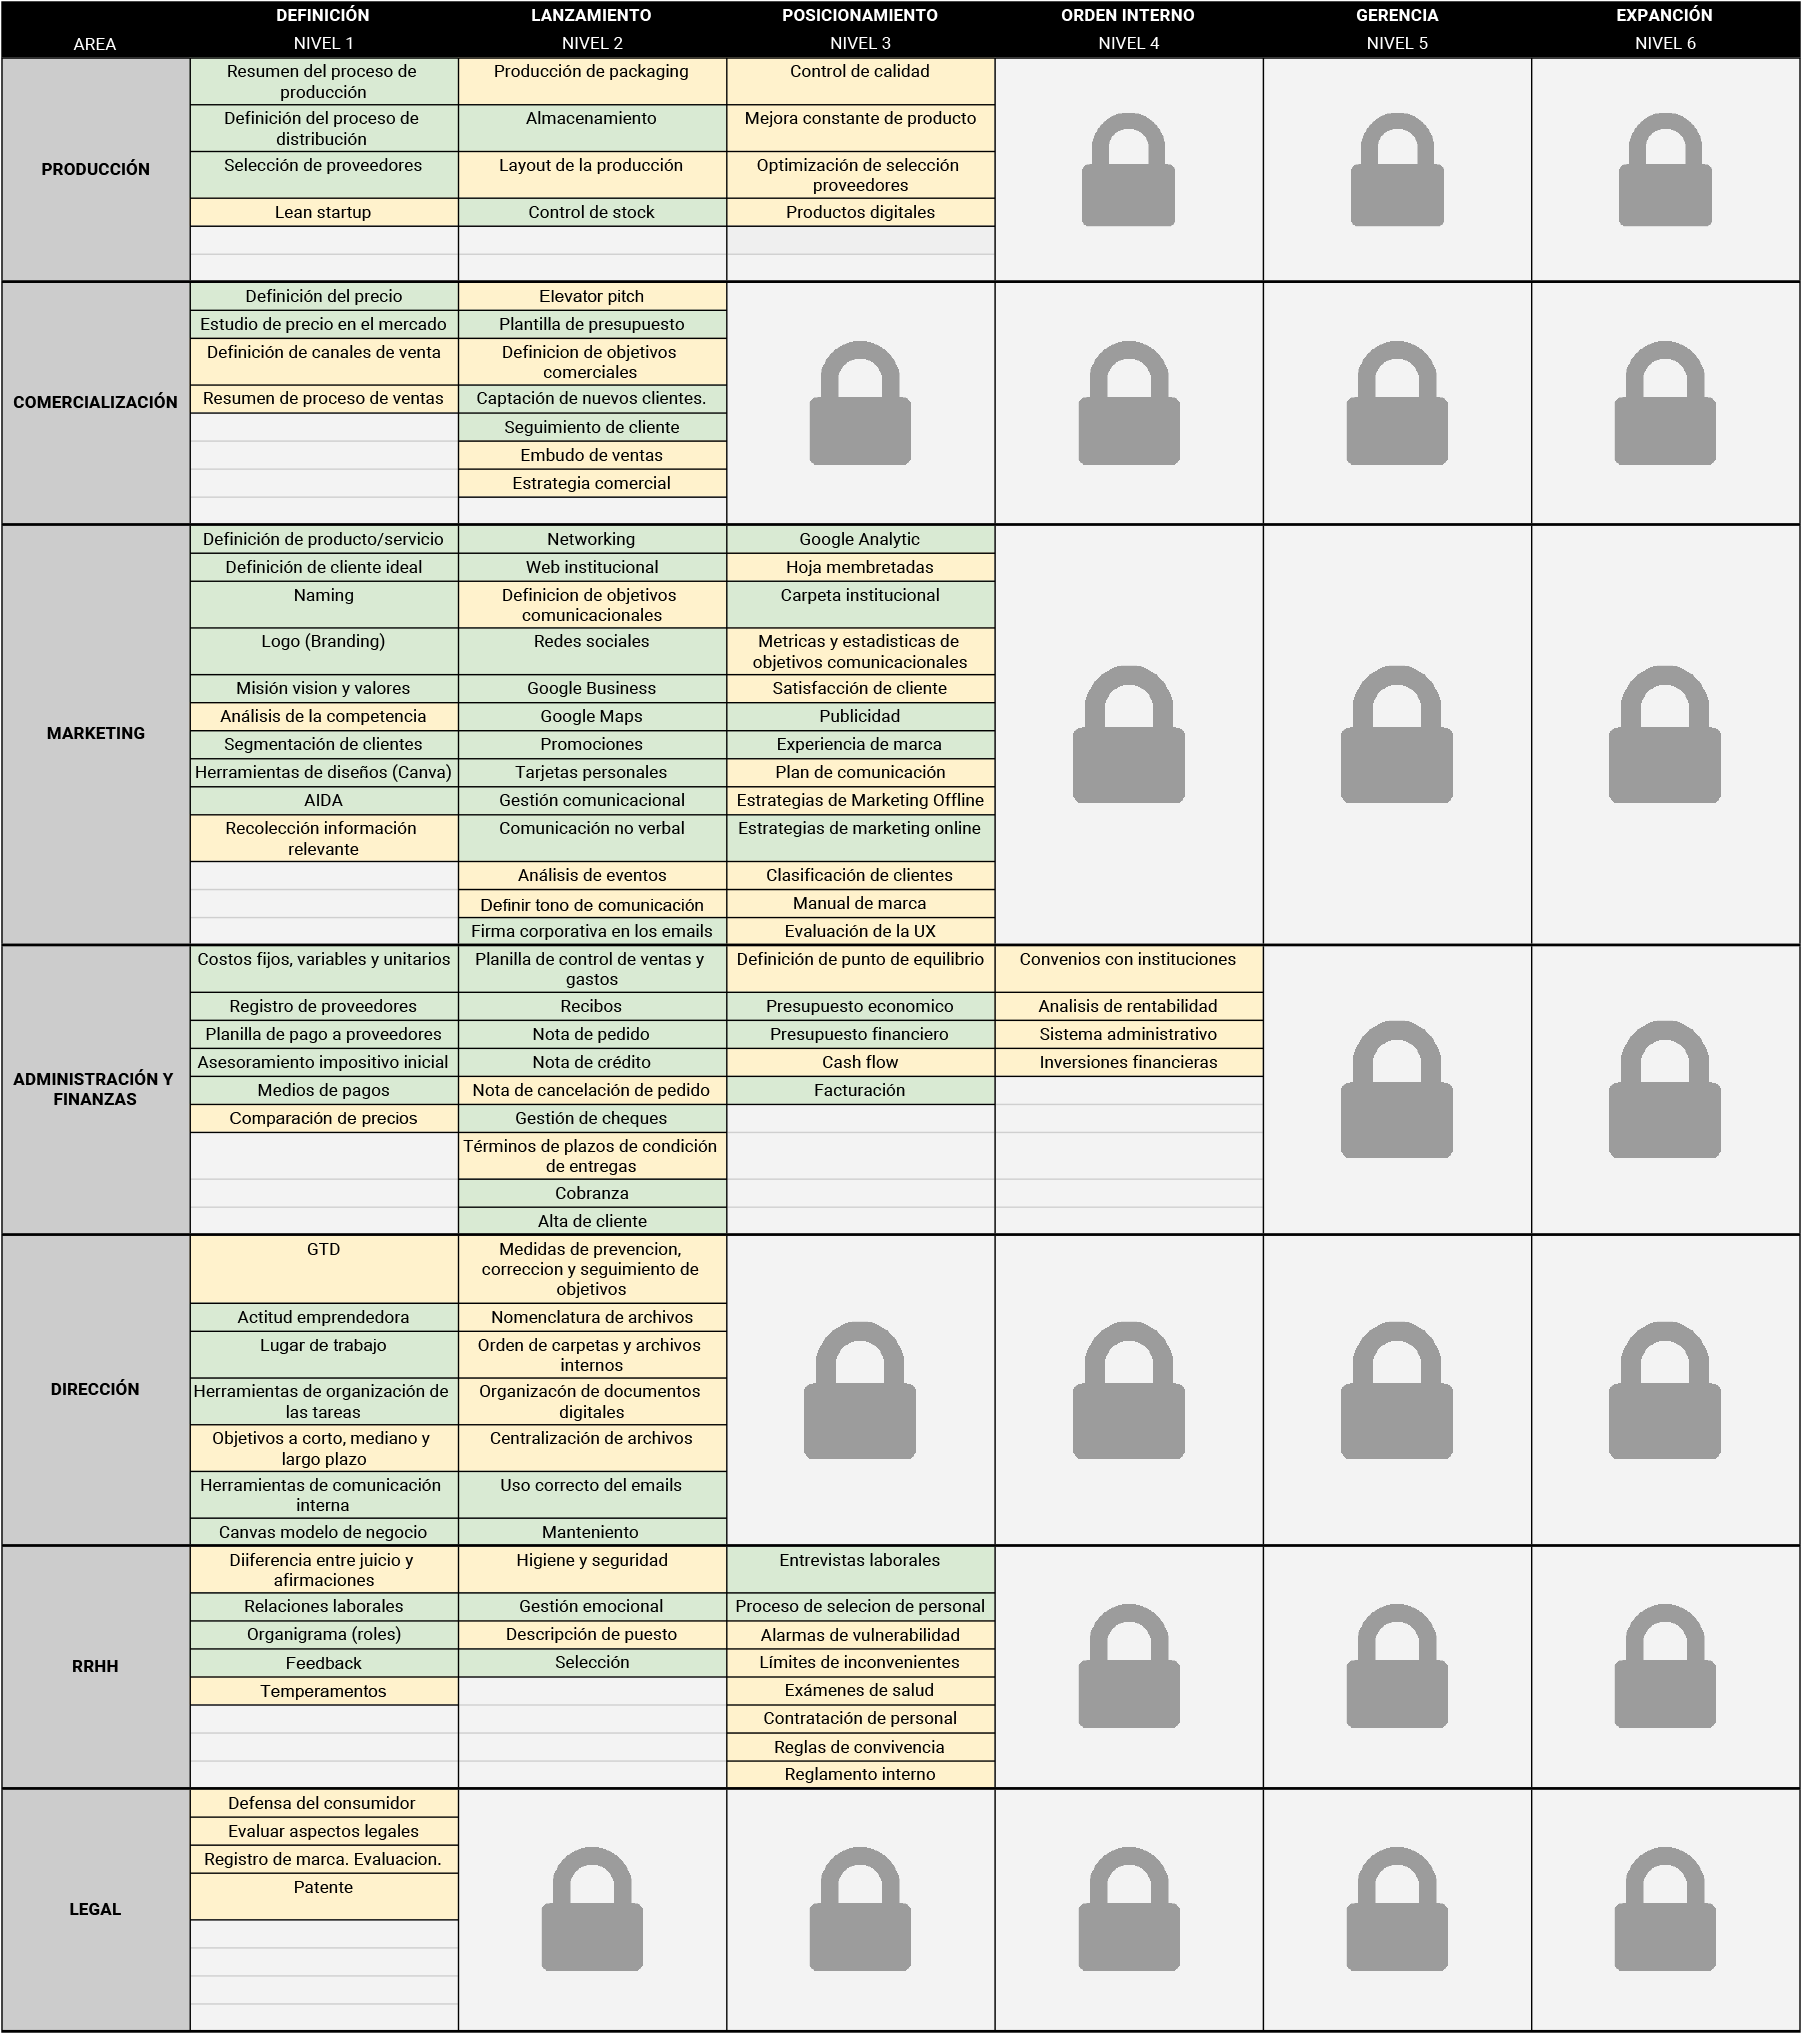 DEFINICIÓN LANZAMIENTO POSICIONAMIENTO ORDEN INTERNO GERENCIA EXPANCIÓN
AREA NIVEL 1 NIVEL 2 NIVEL 3 NIVEL 4 NIVEL 5 NIVEL 6
PRODUCCIÓN
Resumen del proceso de
producción
Producción de packaging
Control de calidad
Definición del proceso de
distribución
Almacenamiento
Mejora constante de producto
Selección de proveedores
Layout de la producción
Optimización de selección
proveedores
Lean startup
Control de stock
Productos digitales
COMERCIALIZACIÓN
Definición del precio
Elevator pitch
Estudio de precio en el mercado
Plantilla de presupuesto
Definición de canales de venta
Definicion de objetivos
comerciales
Resumen de proceso de ventas
Captación de nuevos clientes.
Seguimiento de cliente
Embudo de ventas
Estrategia comercial
MARKETING
Definición de producto/servicio
Networking
Google Analytic
Definición de cliente ideal
Web institucional
Hoja membretadas
Naming
Definicion de objetivos
comunicacionales
Carpeta institucional
Logo (Branding)
Redes sociales
Metricas y estadisticas de
objetivos comunicacionales
Misión vision y valores
Google Business
Satisfacción de cliente
Análisis de la competencia
Google Maps
Publicidad
Segmentación de clientes
Promociones
Experiencia de marca
Herramientas de diseños (Canva)
Tarjetas personales
Plan de comunicación
AIDA
Gestión comunicacional
Estrategias de Marketing Offline
Recolección información
relevante
Comunicación no verbal
Estrategias de marketing online
Análisis de eventos
Clasificación de clientes
Definir tono de comunicación
Manual de marca
Firma corporativa en los emails
Evaluación de la UX
ADMINISTRACIÓN Y
FINANZAS
Costos fijos, variables y unitarios
Planilla de control de ventas y
gastos
Definición de punto de equilibrio
Convenios con instituciones
Registro de proveedores
Recibos
Presupuesto economico
Analisis de rentabilidad
Planilla de pago a proveedores
Nota de pedido
Presupuesto financiero
Sistema administrativo
Asesoramiento impositivo inicial
Nota de crédito
Cash flow
Inversiones financieras
Medios de pagos
Nota de cancelación de pedido
Facturación
Comparación de precios
Gestión de cheques
Términos de plazos de condición
de entregas
Cobranza
Alta de cliente
DIRECCIÓN
GTD
Medidas de prevencion,
correccion y seguimiento de
objetivos
Actitud emprendedora
Nomenclatura de archivos
Lugar de trabajo
Orden de carpetas y archivos
internos
Herramientas de organización de
las tareas
Organizacón de documentos
digitales
Objetivos a corto, mediano y
largo plazo
Centralización de archivos
Herramientas de comunicación
interna
Uso correcto del emails
Canvas modelo de negocio
Manteniento
RRHH
Diiferencia entre juicio y
afirmaciones
Higiene y seguridad
Entrevistas laborales
Relaciones laborales
Gestión emocional
Proceso de selecion de personal
Organigrama (roles)
Descripción de puesto
Alarmas de vulnerabilidad
Feedback
Selección
Límites de inconvenientes
Temperamentos
Exámenes de salud
Contratación de personal
Reglas de convivencia
Reglamento interno
LEGAL
Defensa del consumidor
Evaluar aspectos legales
Registro de marca. Evaluacion.
Patente